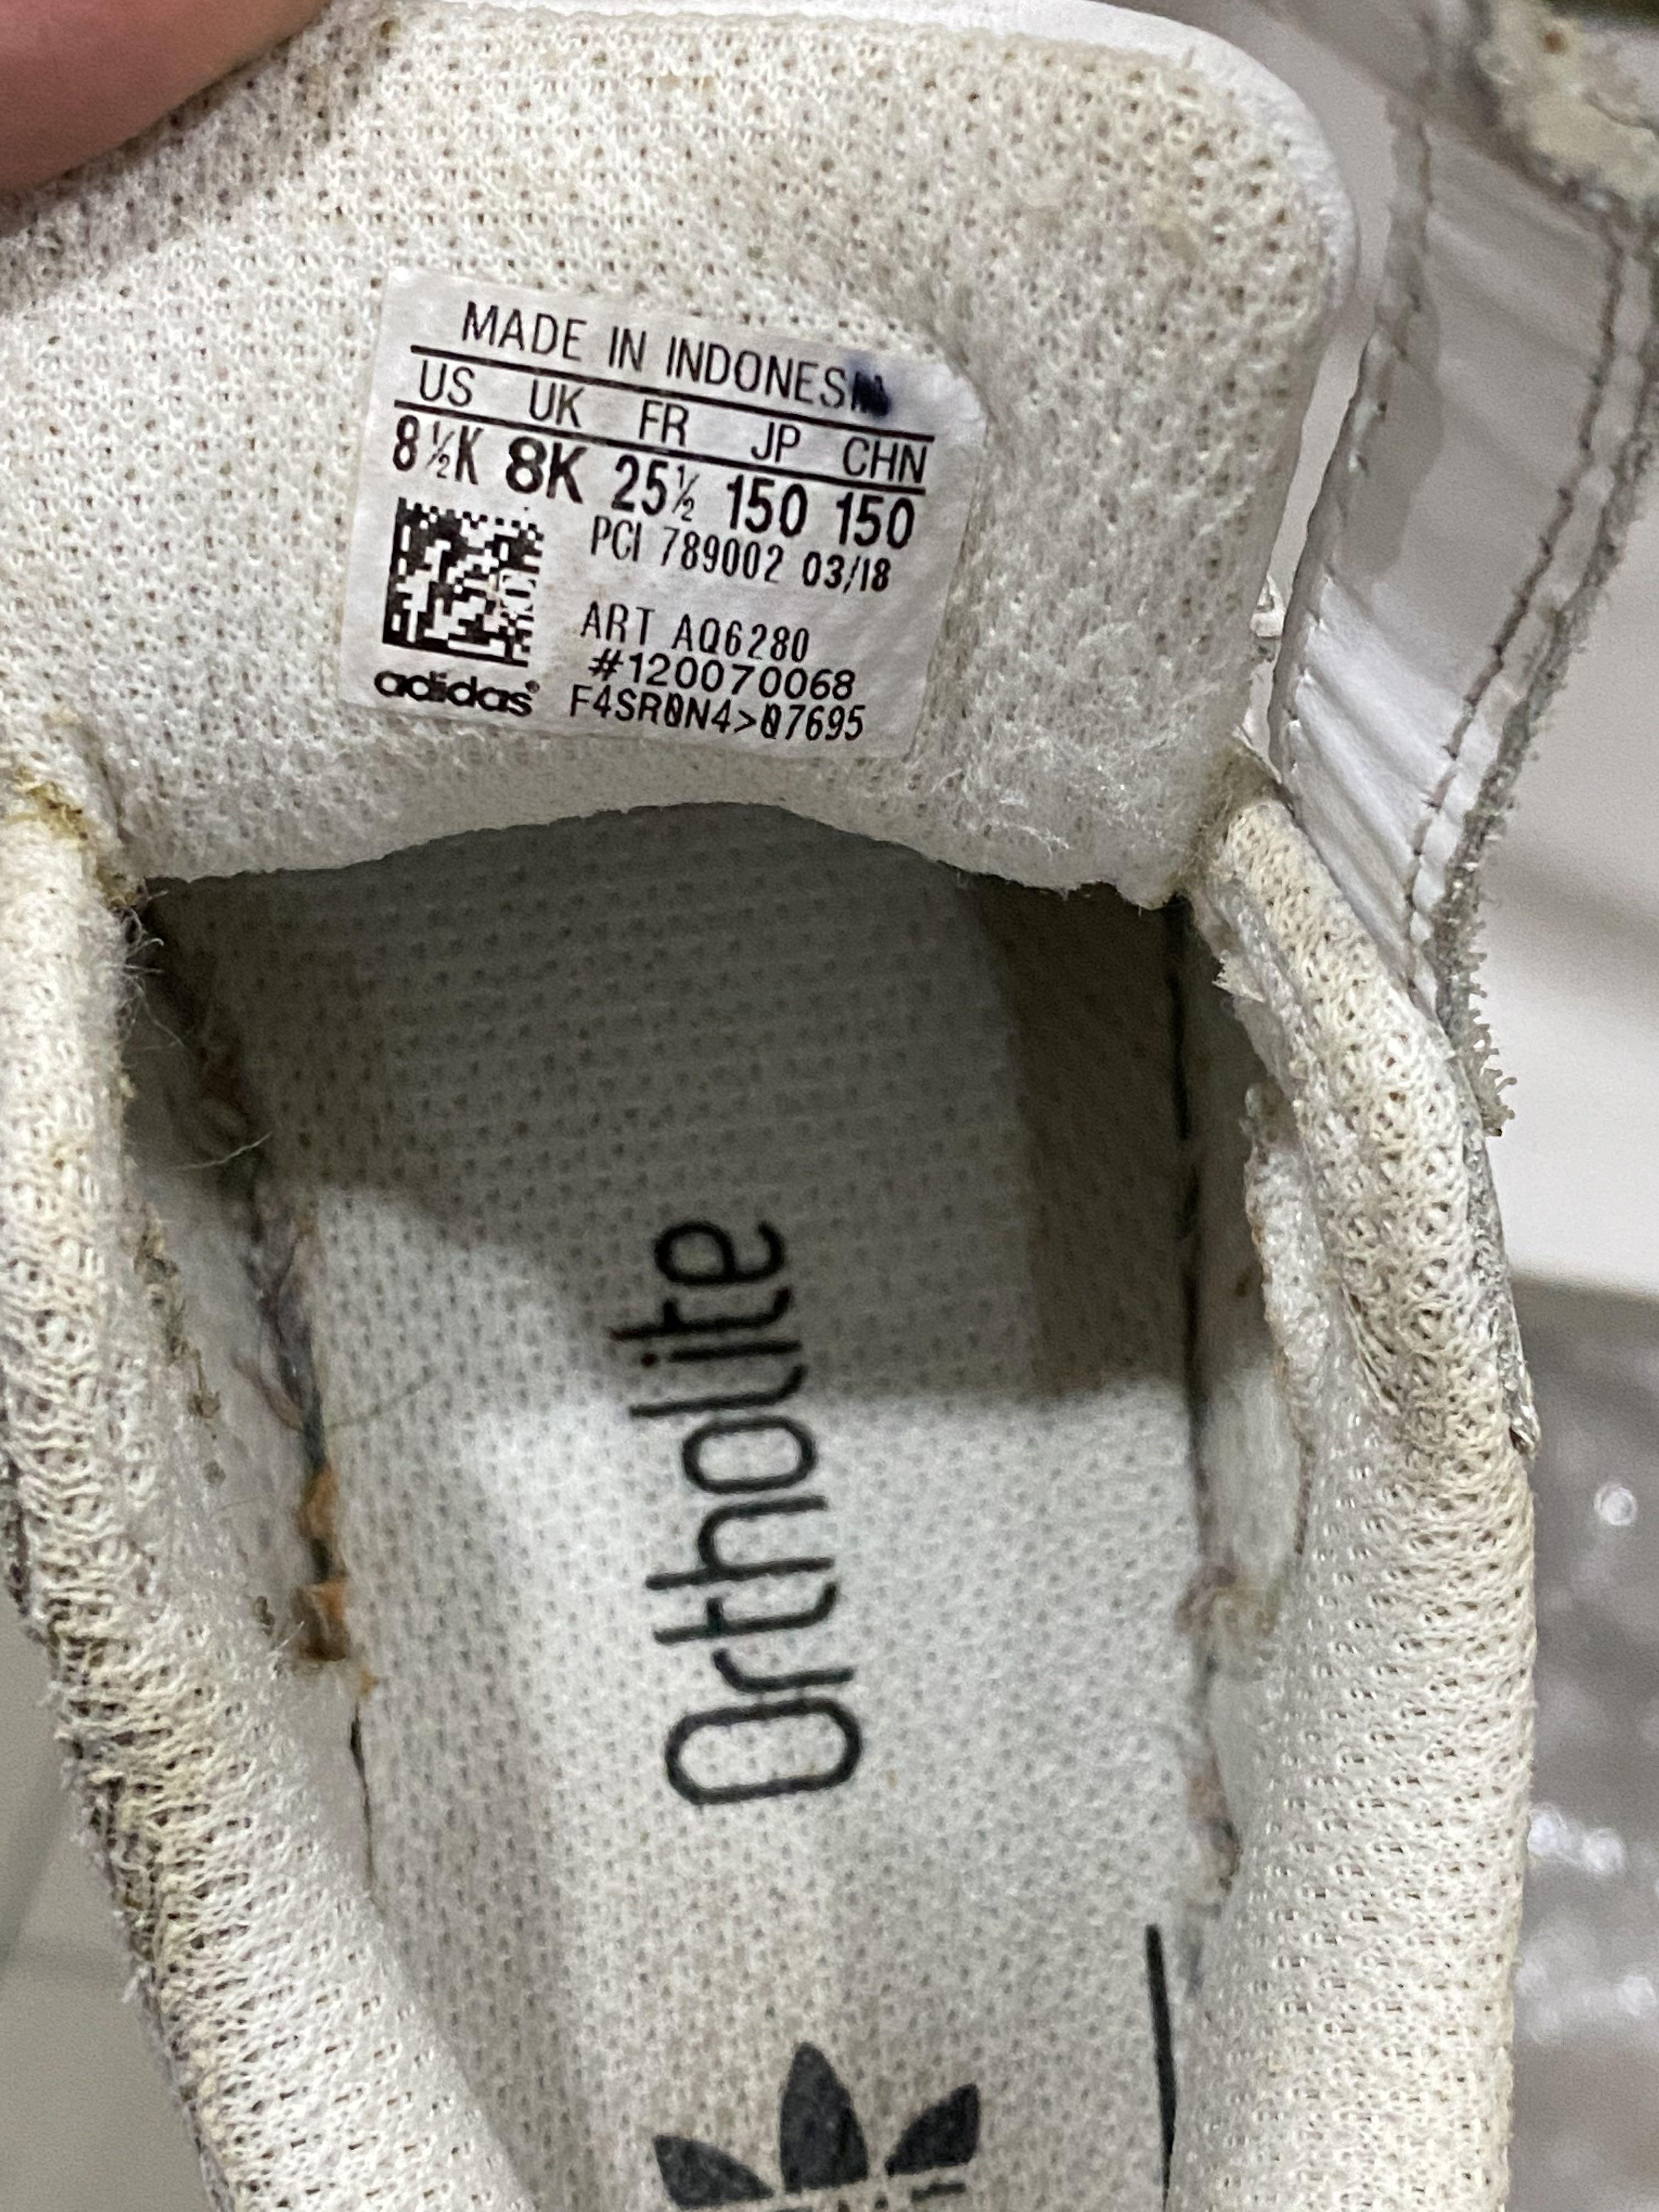 MADE IN INDONESIA
US UK FR JP CHN
8½K 8K 25½ 150 150
PCI 789002 03/18
ART AQ6280
#120070068
adidas® F4SR0N4>07695
Ortholite